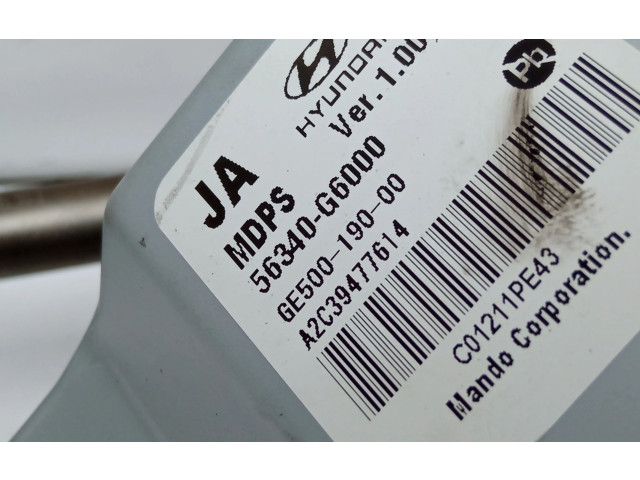 HYUNDAI
Ver.-1.00
Pb
JA
MDPS
56340-G6000
GE500-190-00
A2C39477614
C01211PE43
Mando Corporation.